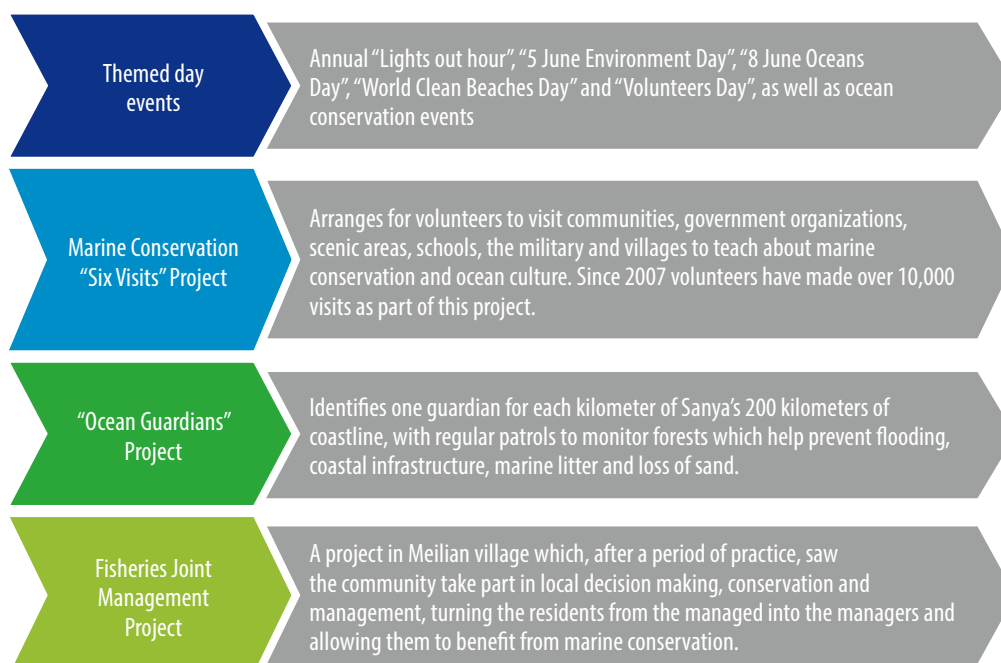 Themed day
events
Annual “Lights out hour”, “5 June Environment Day”, “8 June Oceans
Day”, “World Clean Beaches Day” and “Volunteers Day”, as well as ocean
conservation events
Marine Conservation
“Six Visits” Project
Arranges for volunteers to visit communities, government organizations,
scenic areas, schools, the military and villages to teach about marine
conservation and ocean culture. Since 2007 volunteers have made over 10,000
visits as part of this project.
“Ocean Guardians”
Project
Identifies one guardian for each kilometer of Sanya’s 200 kilometers of
coastline, with regular patrols to monitor forests which help prevent flooding,
coastal infrastructure, marine litter and loss of sand.
Fisheries Joint
Management
Project
A project in Meilian village which, after a period of practice, saw
the community take part in local decision making, conservation and
management, turning the residents from the managed into the managers and
allowing them to benefit from marine conservation.